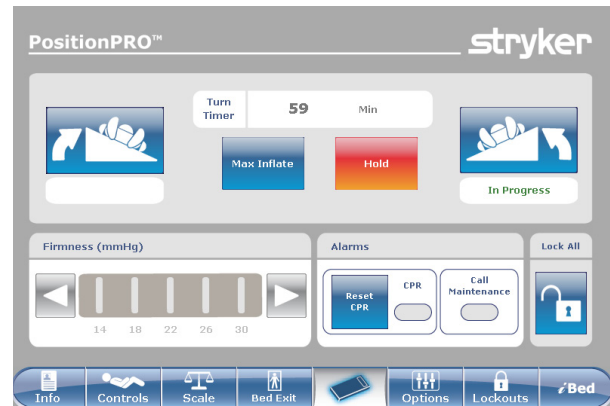 PositionPRO™
stryker
Turn
Timer
59
Min
Max Inflate
Hold
In Progress
Firmness (mmHg)
14 18 22 26 30
Alarms
Reset
CPR
CPR
Call
Maintenance
Lock All
1
Info
Controls
Scale
Bed Exit
Options
Lockouts
iBed